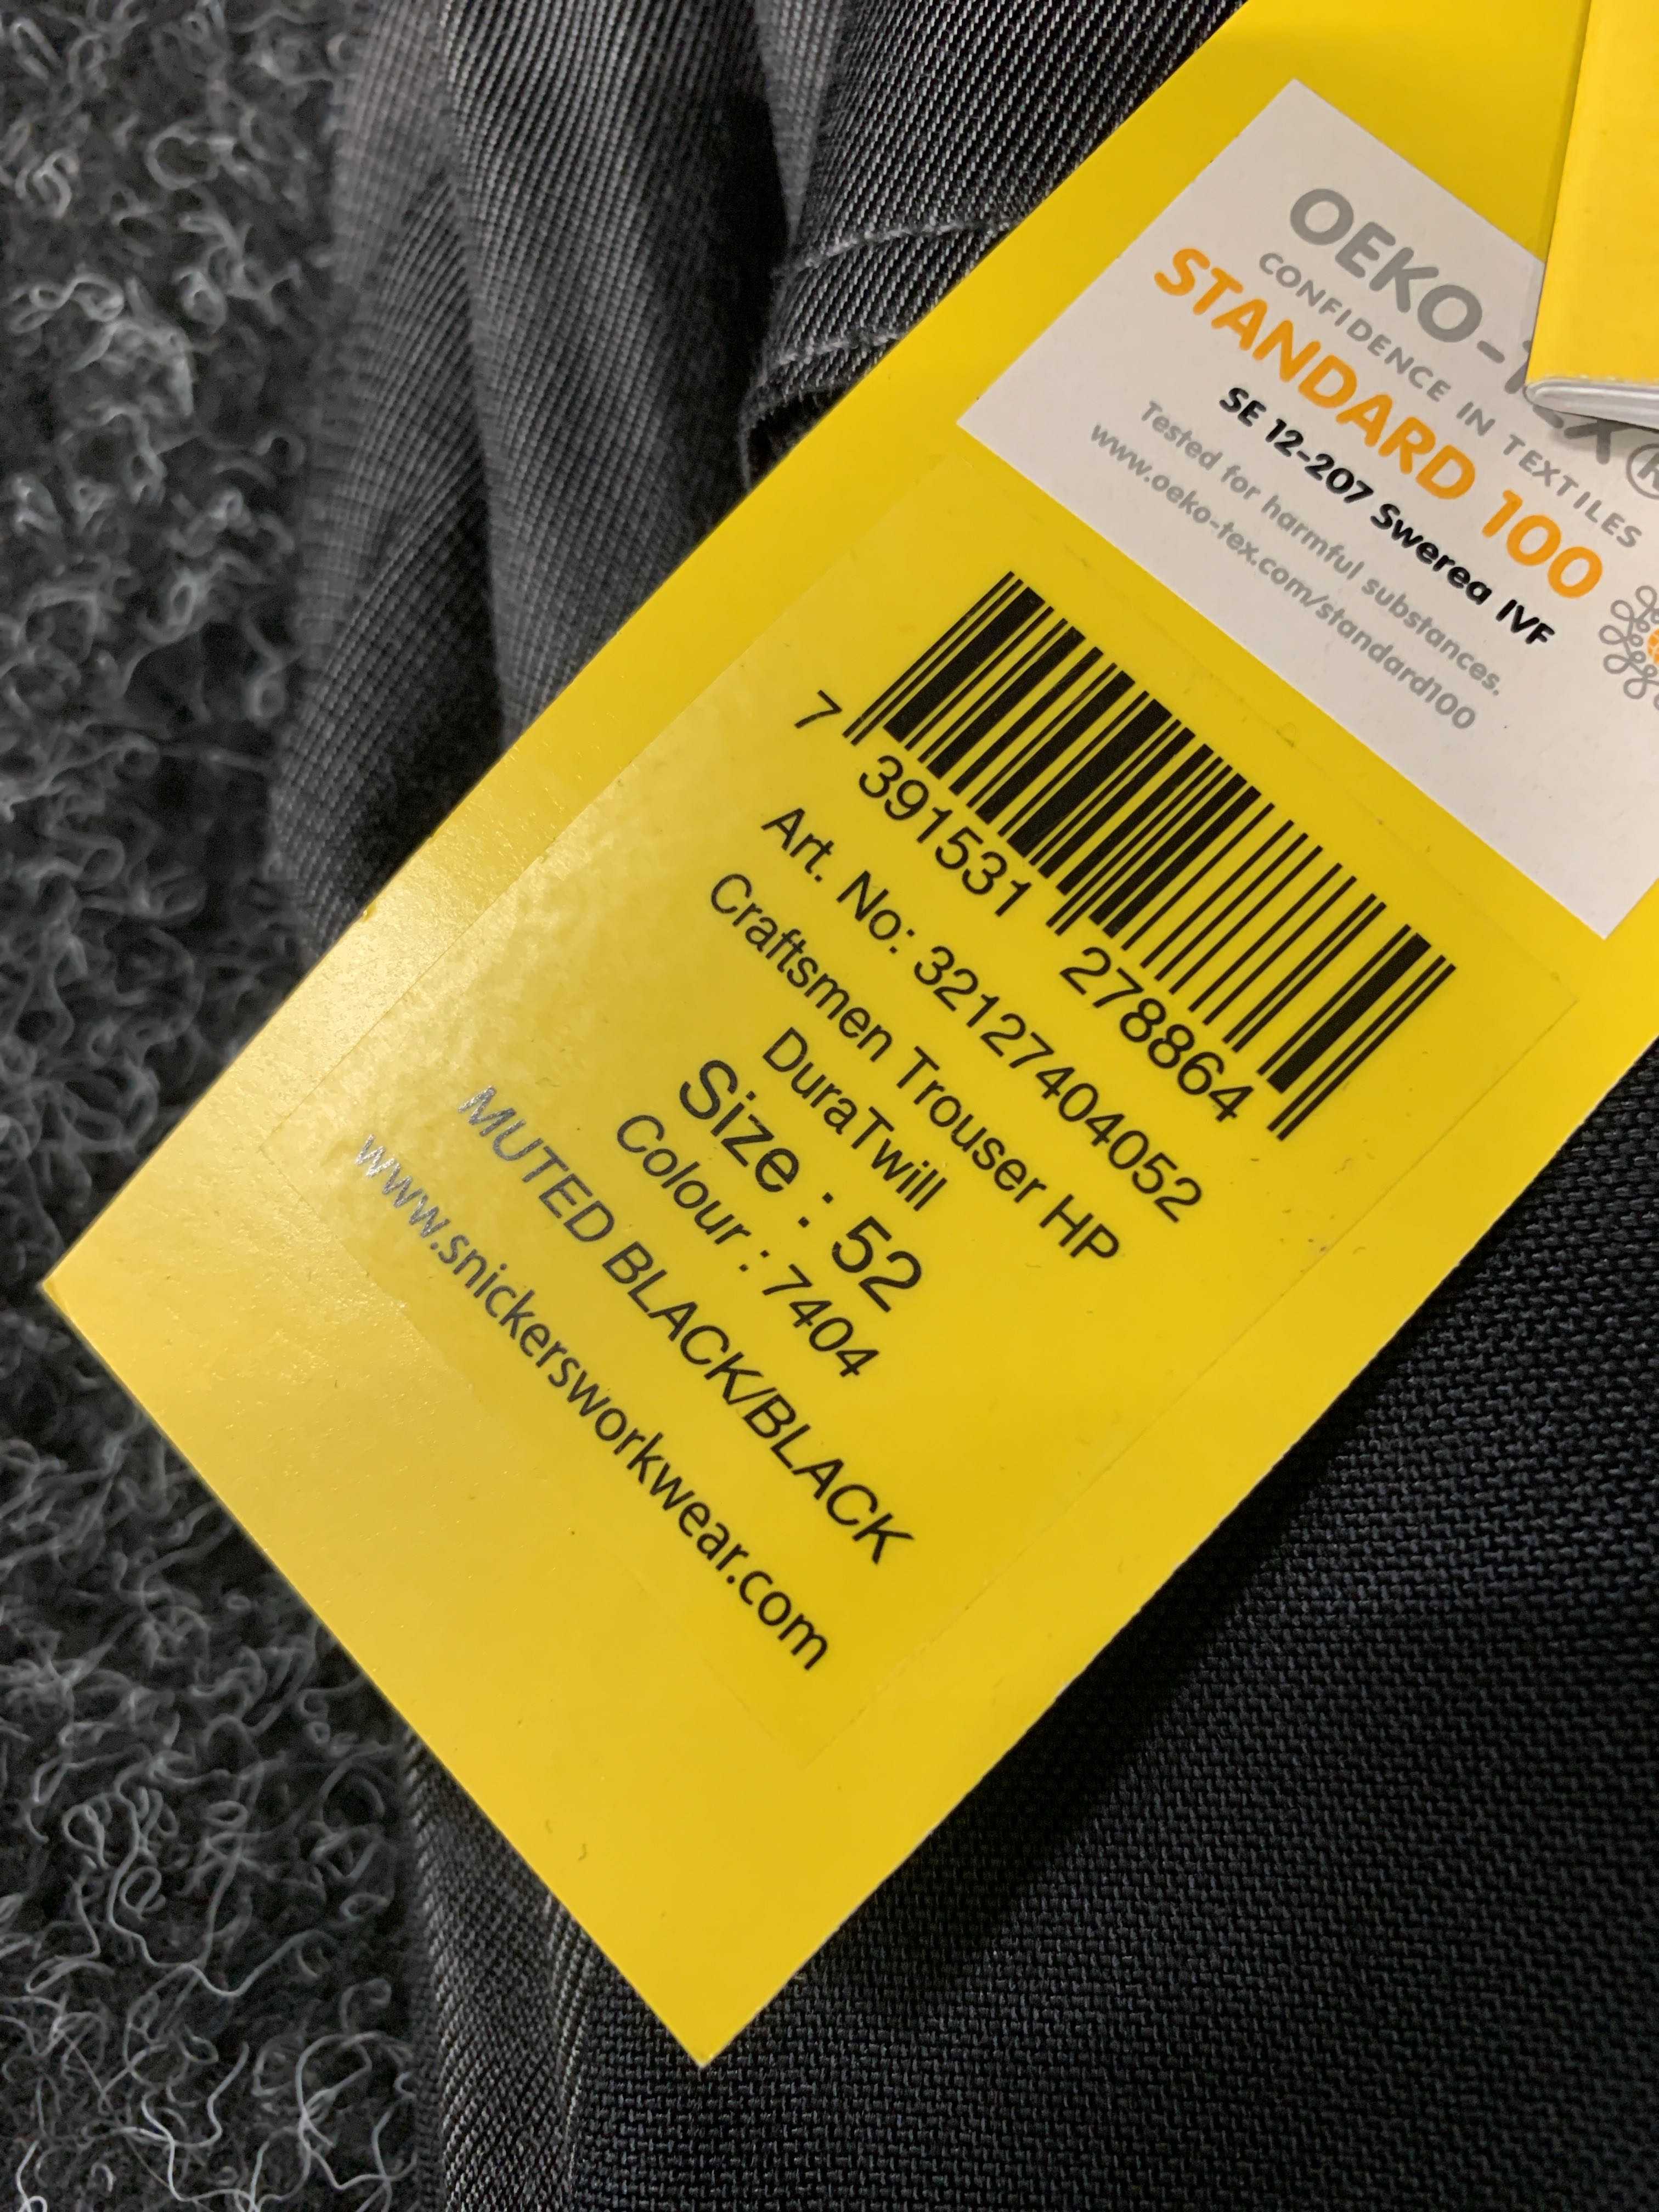 OEKO-TEX®
CONFIDENCE IN TEXTILES
STANDARD 100
SE 12-207 Swerea IVF
Tested for harmful substances.
www.oeko-tex.com/standard100
7 391531 278864
Art. No: 32127404052
Craftsmen Trouser HP
DuraTwill
Size : 52
Colour : 7404
MUTED BLACK/BLACK
www.snickersworkwear.com